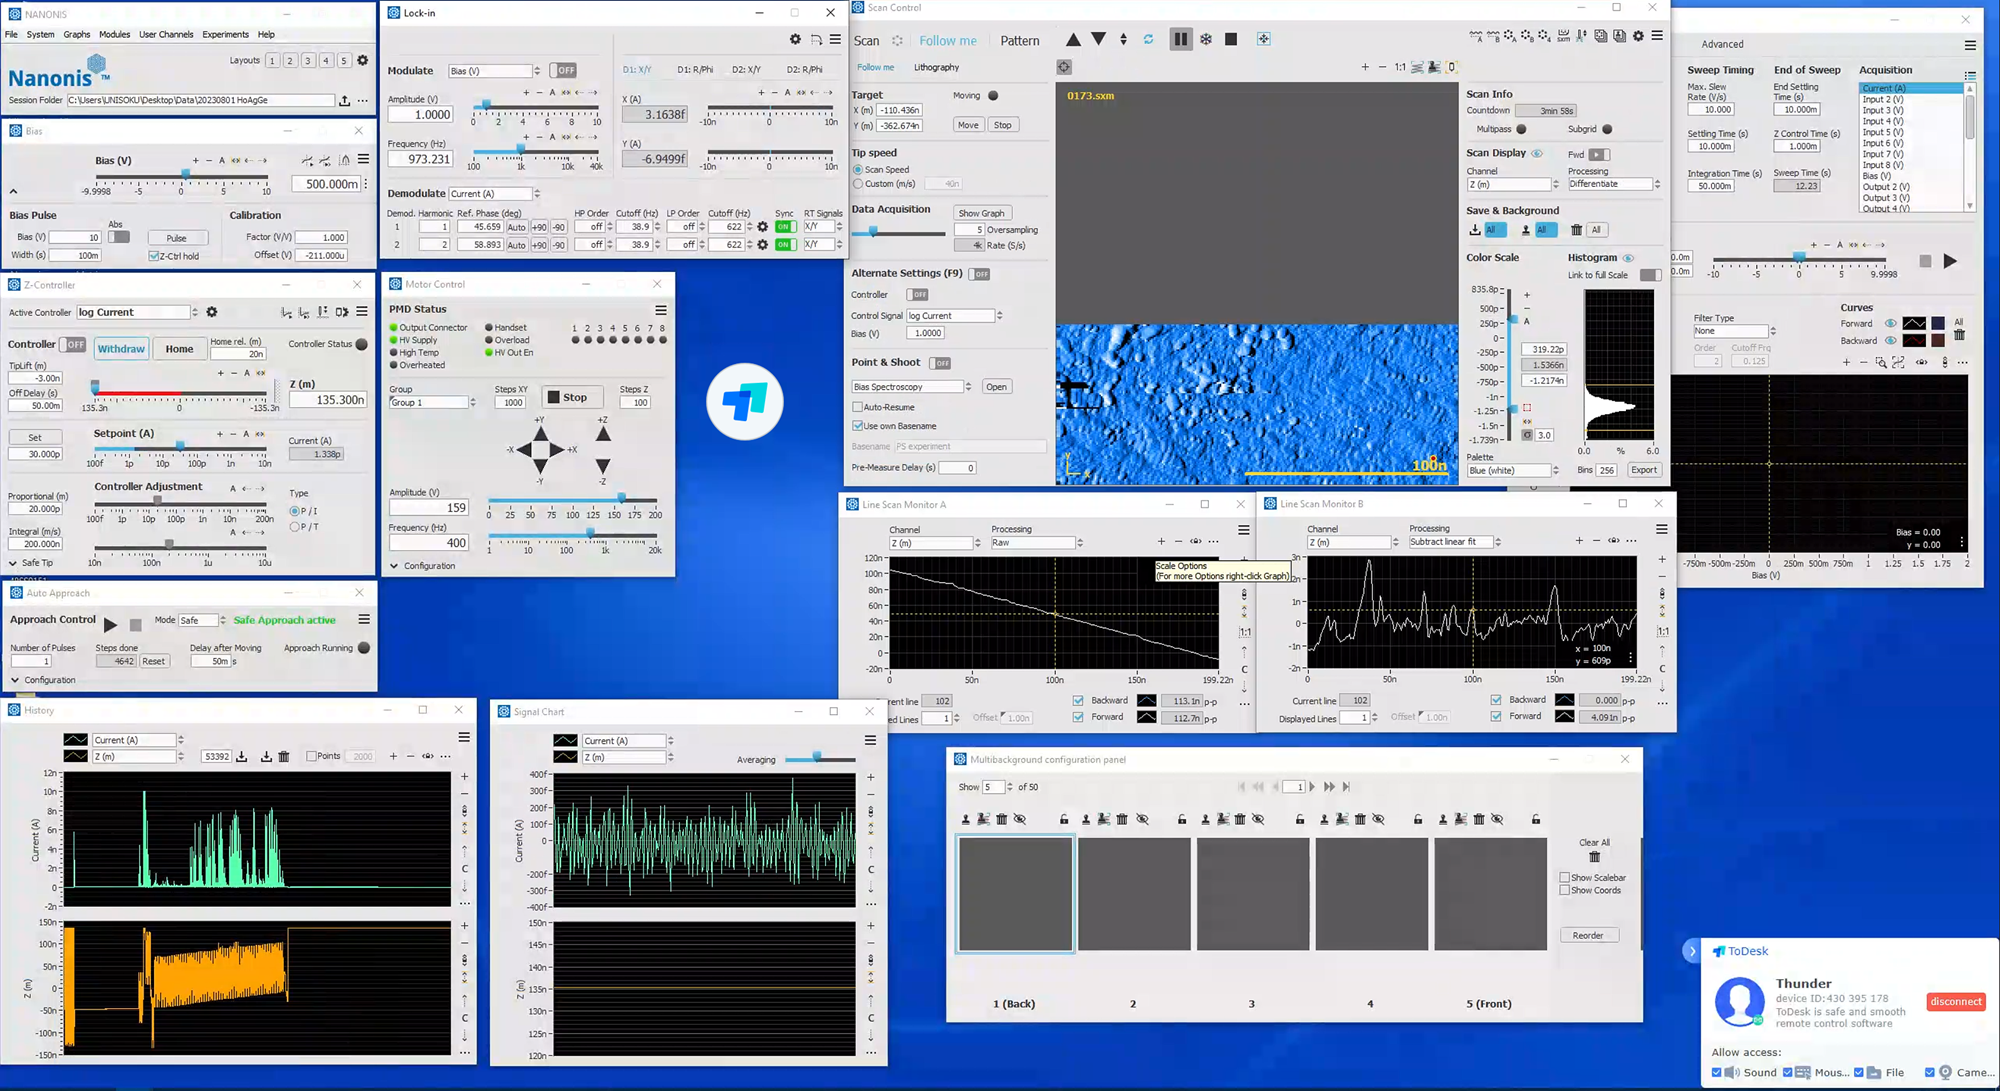 NANONIS
File System Graphs Modules User Channels Experiments Help
Nanonis™
Layouts 1 2 3 4 5
Session Folder C:\Users\UNISOKU\Desktop\Data\20230801 HoAgGe
Bias
Bias (V)
-9.9998 -5 0 5 10
500.000m
Bias Pulse
Abs
Calibration
Bias (V) 10
Pulse
Factor (V/V) 1.000
Width (s) 100m
Z-Ctrl hold
Offset (V) -211.000u
Z-Controller
Active Controller log Current
Controller OFF Withdraw Home
Home rel. (m)
20n
Controller Status
TipLift (m)
-3.00n
Off Delay (s)
50.00m
135.3n 0 -135.3n
Z (m)
135.300n
Set
30.000p
Setpoint (A)
100f 1p 10p 100p 1n 10n
Current (A)
1.338p
Controller Adjustment
Proportional (m)
20.000p
100f 1p 10p 100p 1n 10n 200n
Type
P / I
P / T
Integral (m/s)
200.000n
10n 100n 1u 10u
Safe Tip
Auto Approach
Approach Control
Mode Safe
Safe Approach active
Number of Pulses
1
Steps done
4642 Reset
Delay after Moving
50m s
Approach Running
Configuration
Lock-in
Modulate Bias (V) OFF
D1: X/Y D1: R/Phi D2: X/Y D2: R/Phi
Amplitude (V)
1.0000
0 2 4 6 8 10
X (A)
3.1638f
-10n 0 10n
Frequency (Hz)
973.231
100 1k 10k 40k
Y (A)
-6.9499f
-10n 0 10n
Demodulate Current (A)
Demod. Harmonic Ref. Phase (deg) HP Order Cutoff (Hz) LP Order Cutoff (Hz) Sync RT Signals
1 1 45.659 Auto +90 -90 off 38.9 off 622 ON X/Y
2 2 58.893 Auto +90 -90 off 38.9 off 622 ON X/Y
Motor Control
PMD Status
Output Connector Handset
HV Supply Overload
High Temp HV Out En
Overheated
1 2 3 4 5 6 7 8
Group
Group 1
Steps XY
1000
Stop
Steps Z
100
+Y
-X +X
-Y
+Z
-Z
Amplitude (V)
159
0 25 50 75 100 125 150 175 200
Frequency (Hz)
400
1 10 100 1k 20k
Configuration
Scan Control
Scan Follow me Pattern
Follow me Lithography
1:1
Target
X (m) -110.436n
Y (m) -362.674n
Moving
Move Stop
Tip speed
Scan Speed
Custom (m/s) 40n
Data Acquisition
Show Graph
5 Oversampling
4k Rate (S/s)
Alternate Settings (F9) OFF
Controller OFF
Control Signal log Current
Bias (V) 1.0000
Point & Shoot OFF
Bias Spectroscopy Open
Auto-Resume
Use own Basename
Basename PS experiment
Pre-Measure Delay (s) 0
0173.sxm
Y
X
100n
Scan Info
Countdown 3min 58s
Multipass Subgrid
Scan Display Fwd
Channel
Z (m)
Processing
Differentiate
Save & Background
All All All
Color Scale
Histogram
Link to full Scale
835.8p
500p
250p
0
-250p
-500p
-750p
-1n
-1.25n
-1.5n
-1.739n
A
319.22p
1.5366n
-1.2174n
σ 3.0
0.0 % 6.0
Palette
Blue (white)
Bins 256 Export
Advanced
Sweep Timing
Max. Slew
Rate (V/s)
10.000
Settling Time (s)
10.000m
Integration Time (s)
50.000m
End of Sweep
End Settling
Time (s)
10.000m
Z Control Time (s)
1.000m
Sweep Time (s)
12.23
Acquisition
Current (A)
Input 2 (V)
Input 3 (V)
Input 4 (V)
Input 5 (V)
Input 6 (V)
Input 7 (V)
Input 8 (V)
Bias (V)
Output 2 (V)
Output 3 (V)
Output 4 (V)
0.0m
0.0m
-10 -5 0 5 9.9998
Filter Type
None
Order Cutoff Frq
2 0.125
Curves
Forward
Backward
All
Bias = 0.00
y = 0.00
-750m -500m -250m 0 250m 500m 750m 1 1.25 1.5 2
Bias (V)
Line Scan Monitor A
Channel
Z (m)
Processing
Raw
120n
100n
80n
60n
40n
20n
0
-20n
0 50n 100n 150n 199.22n
Scale Options
(For more Options right-click Graph)
1:1
C
rrent line 102
ed Lines 1 Offset 1.00n
Backward 113.1n p-p
Forward 112.7n p-p
Line Scan Monitor B
Channel
Z (m)
Processing
Subtract linear fit
3n
2n
1n
0
-1n
-2n
0 50n 100n 150n 199.22n
x = 100n
y = 609p
1:1
C
Current line 102
Displayed Lines 1 Offset 1.00n
Backward 0.000 p-p
Forward 4.091n p-p
History
Current (A)
Z (m)
53392
Points 2000
12n
10n
8n
6n
4n
2n
0
-2n
Current (A)
C
150n
100n
50n
0
-50n
-100n
-150n
Z (m)
C
Signal Chart
Current (A)
Z (m)
Averaging
400f
300f
200f
100f
0
-100f
-200f
-300f
-400f
Current (A)
C
150n
145n
140n
135n
130n
125n
120n
Z (m)
C
Multibackground configuration panel
Show 5 of 50
1
Clear All
Show Scalebar
Show Coords
Reorder
1 (Back) 2 3 4 5 (Front)
ToDesk
Thunder
device ID:430 395 178
ToDesk is safe and smooth
remote control software
disconnect
Allow access:
Sound Mous... File Came...